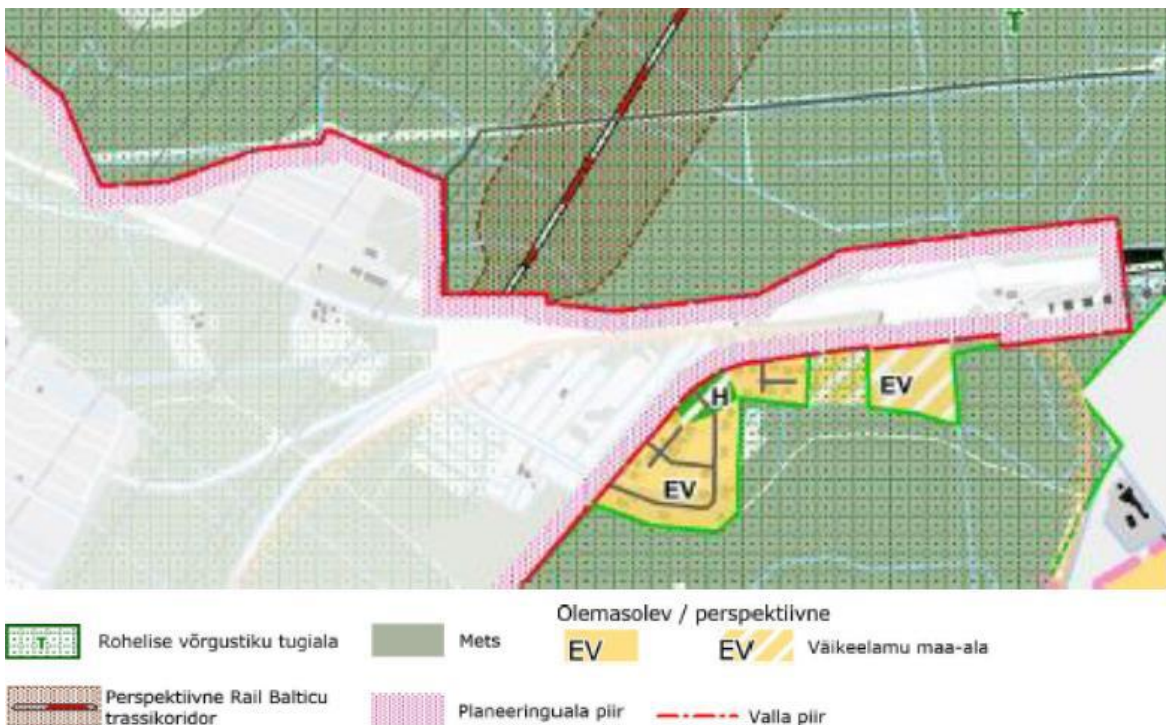 T
EV
H
EV
Olemasolev / perspektiivne
T Rohelise võrgustiku tugiala Mets EV EV Väikeelamu maa-ala
Perspektiivne Rail Balticu
trassikoridor
Planeeringuala piir Valla piir